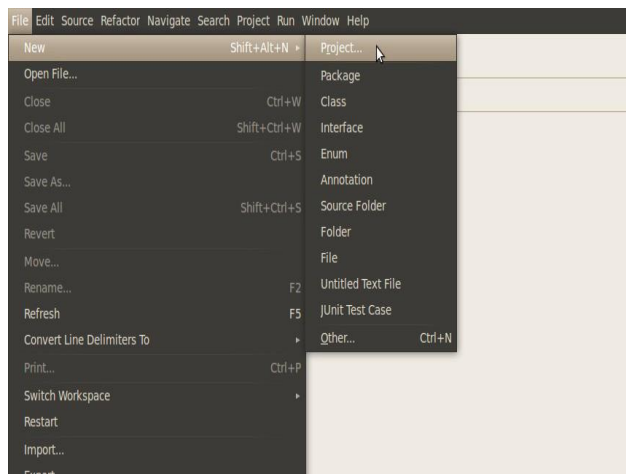 File Edit Source Refactor Navigate Search Project Run Window Help
New Shift+Alt+N
Open File...
Close Ctrl+W
Close All Shift+Ctrl+W
Save Ctrl+S
Save As...
Save All Shift+Ctrl+S
Revert
Move...
Rename... F2
Refresh F5
Convert Line Delimiters To
Print... Ctrl+P
Switch Workspace
Restart
Import...
Export...
Project...
Package
Class
Interface
Enum
Annotation
Source Folder
Folder
File
Untitled Text File
JUnit Test Case
Other... Ctrl+N